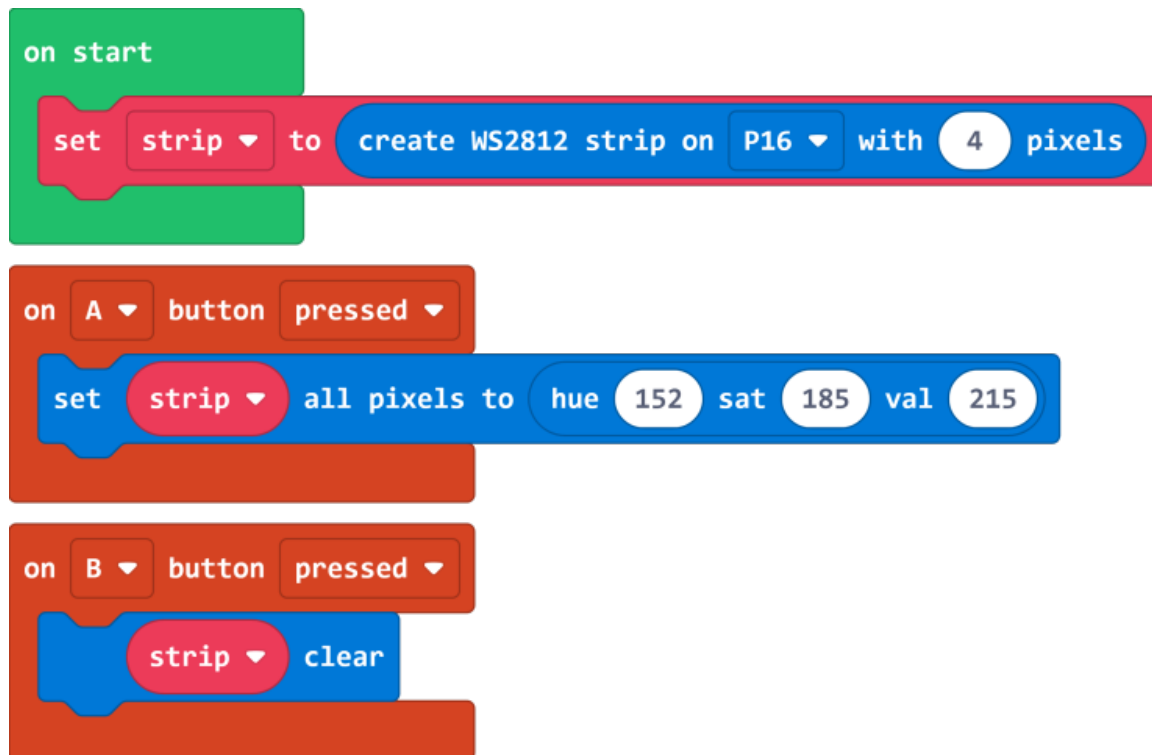 on start
set strip to create WS2812 strip on P16 with 4 pixels
on A button pressed
set strip all pixels to hue 152 sat 185 val 215
on B button pressed
strip clear